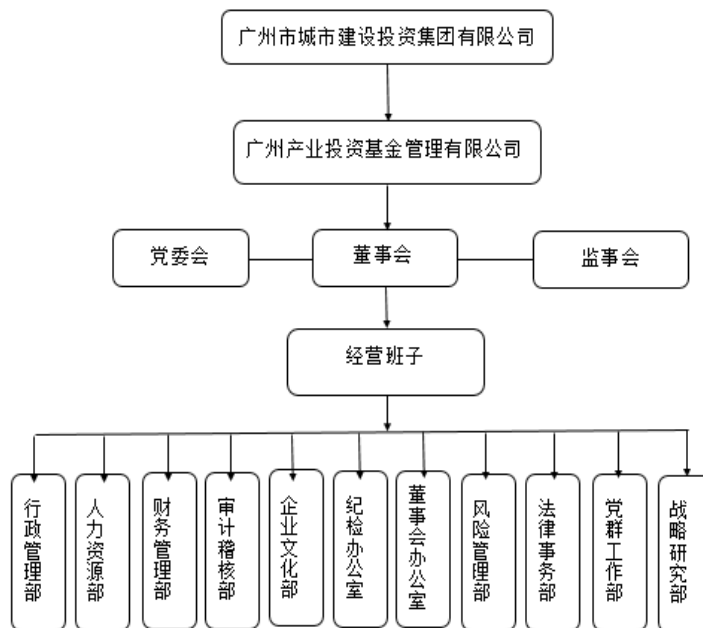 广州市城市建设投资集团有限公司
广州产业投资基金管理有限公司
党委会
董事会
监事会
经营班子
行政管理部
人力资源部
财务管理部
审计稽核部
企业文化部
纪检办公室
董事会办公室
风险管理部
法律事务部
党群工作部
战略研究部